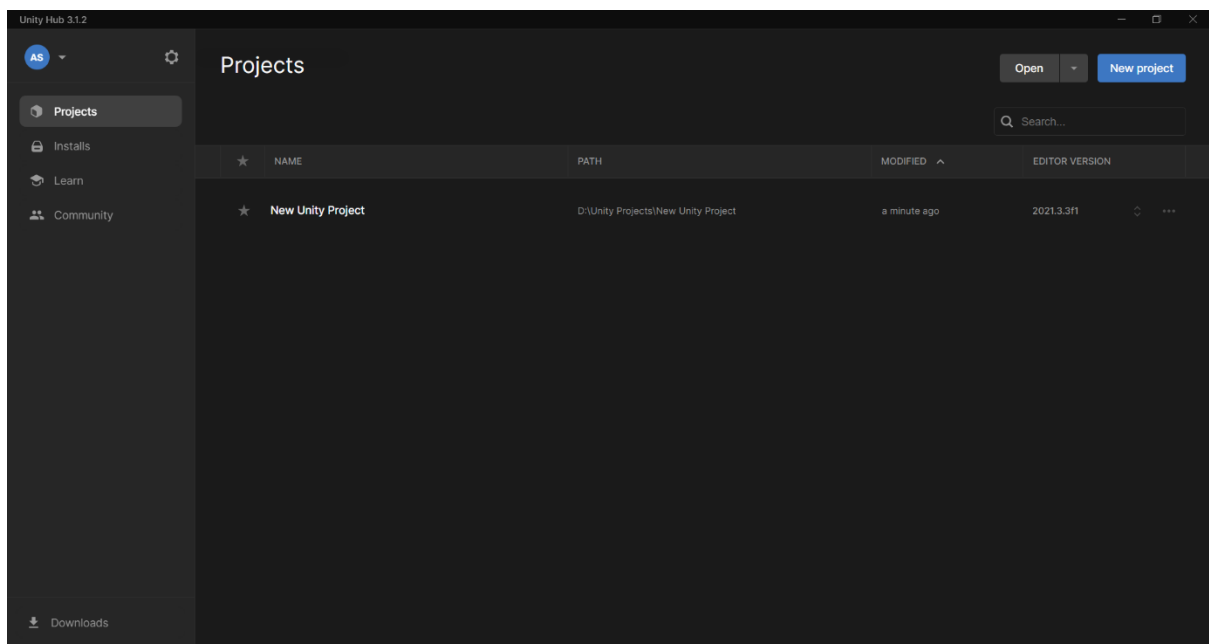 Unity Hub 3.1.2
AS
Projects
Open
New project
Projects
Installs
Learn
Community
Search...
NAME PATH MODIFIED EDITOR VERSION
New Unity Project D:\Unity Projects\New Unity Project a minute ago 2021.3.3f1
Downloads